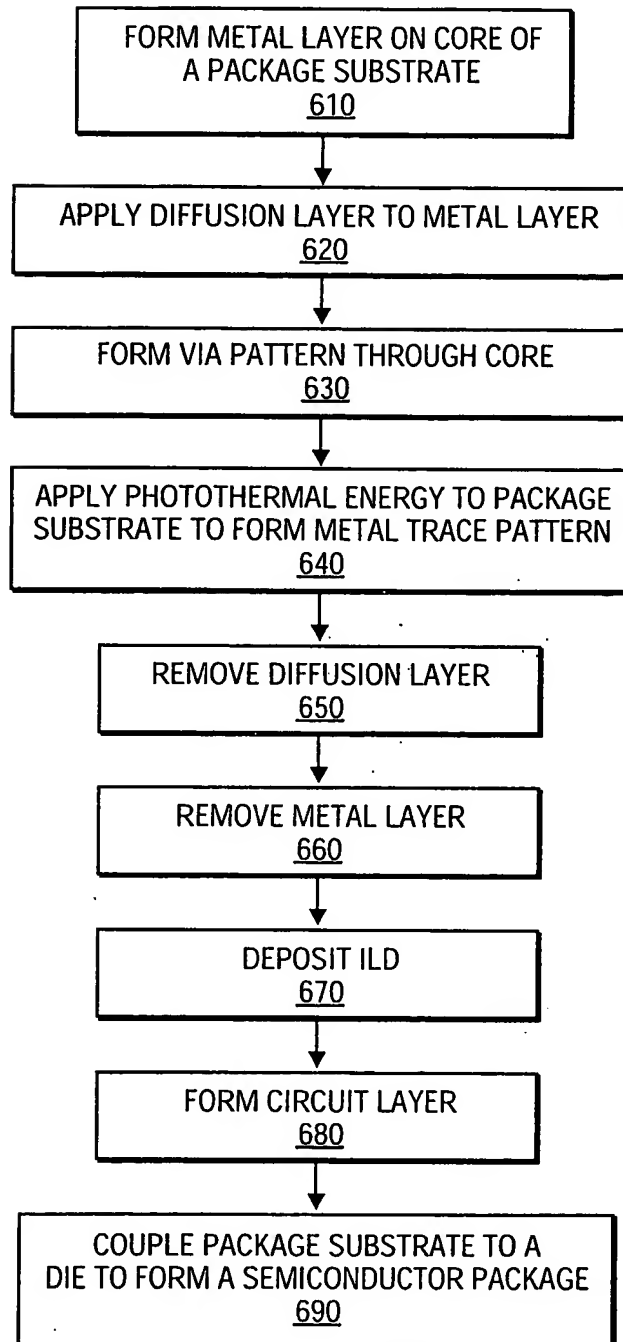 FORM METAL LAYER ON CORE OF
A PACKAGE SUBSTRATE
610
APPLY DIFFUSION LAYER TO METAL LAYER
620
FORM VIA PATTERN THROUGH CORE
630
APPLY PHOTOTHERMAL ENERGY TO PACKAGE
SUBSTRATE TO FORM METAL TRACE PATTERN
640
REMOVE DIFFUSION LAYER
650
REMOVE METAL LAYER
660
DEPOSIT ILD
670
FORM CIRCUIT LAYER
680
COUPLE PACKAGE SUBSTRATE TO A
DIE TO FORM A SEMICONDUCTOR PACKAGE
690